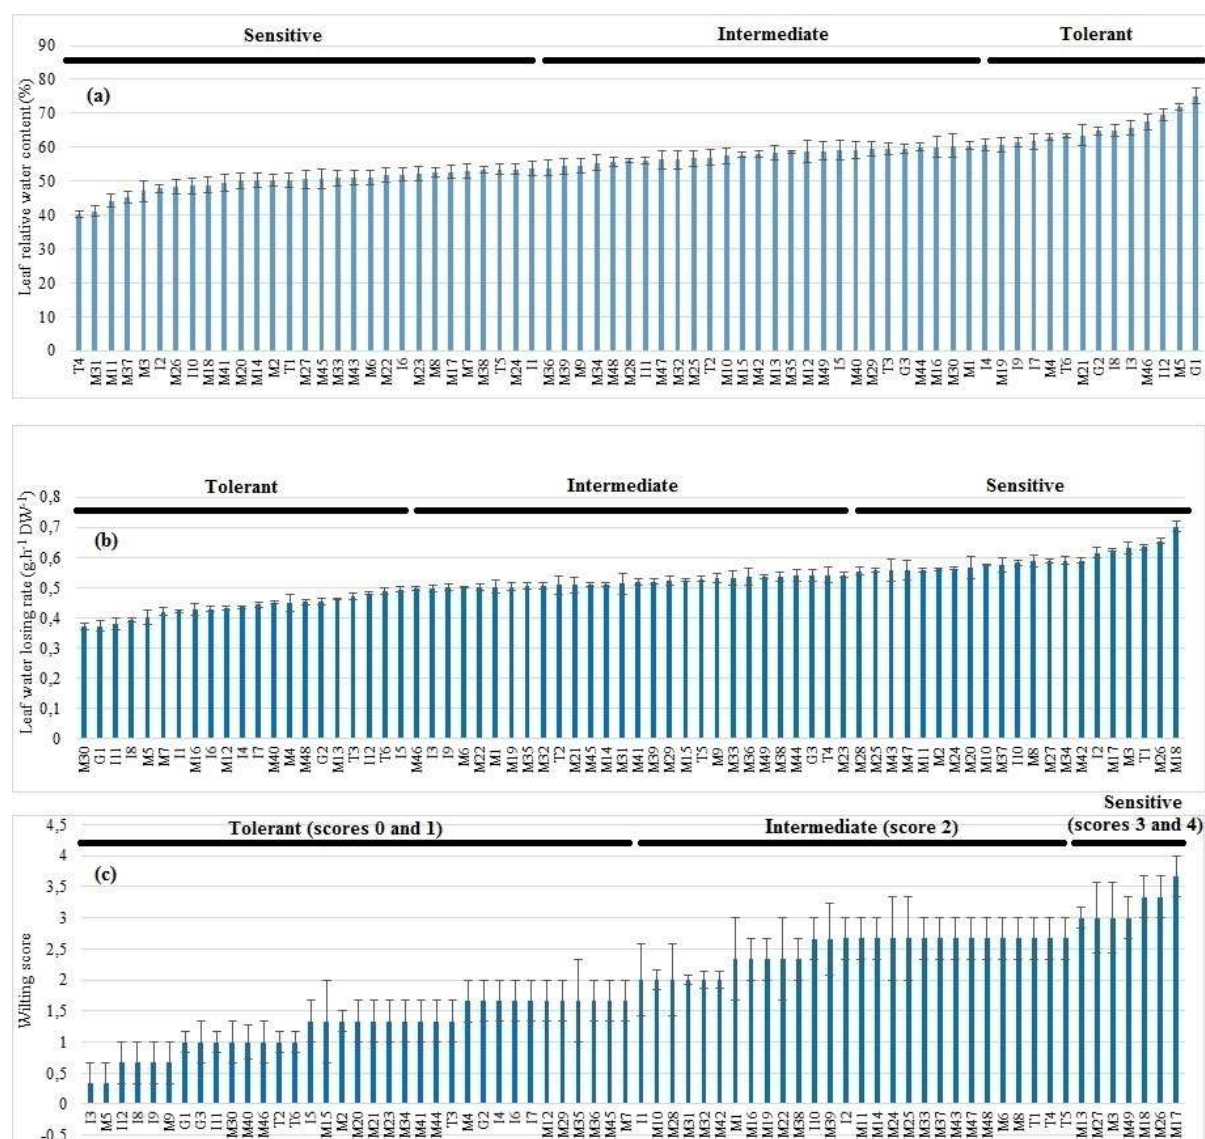 Sensitive Intermediate Tolerant
90
80
70
60
50
40
30
20
10
0
(a)
Leaf relative water content (%)
T4 M31 M11 M37 M3 I2 M26 I10 M18 M41 M20 M14 M2 T1 M27 M45 M33 M43 M6 M22 I6 M23 M8 M17 M7 M38 T5 M24 I1 M36 M39 M9 M34 M48 M28 I11 M47 M32 M25 T2 M10 M15 M42 M13 M35 M12 M49 I5 M40 M29 T3 G3 M44 M16 M30 M1 I4 M19 I9 I7 M4 T6 M21 G2 I8 I3 M46 I12 M5 G1
Tolerant Intermediate Sensitive
0,8
0,7
0,6
0,5
0,4
0,3
0,2
0,1
0
(b)
Leaf water losing rate (g.h-1 DW-1)
M30 G1 I11 I8 M5 M7 I1 M16 I6 M12 I4 I7 M40 M4 M48 G2 M13 T3 I12 T6 I5 M46 I3 I9 M6 M22 M1 M19 M35 M32 T2 M21 M45 M14 M31 M41 M39 M29 M15 T5 M9 M33 M36 M49 M38 M44 G3 T4 M23 M28 M25 M43 M47 M11 M2 M24 M20 M10 M37 I10 M8 M27 M34 M42 I2 M17 M3 T1 M26 M18
Sensitive
Tolerant (scores 0 and 1) Intermediate (score 2) (scores 3 and 4)
4,5
4
3,5
3
2,5
2
1,5
1
0,5
0
-0,5
(c)
Wilting score
I3 M5 I12 I8 I9 M9 G1 G3 I11 M30 M40 M46 T2 T6 I5 M15 M2 M20 M21 M23 M34 M41 M44 T3 M4 G2 I4 I6 I7 M12 M29 M35 M36 M45 M7 I1 M10 M28 M31 M32 M42 M1 M16 M19 M22 M38 I10 M39 I2 M11 M14 M24 M25 M33 M37 M43 M47 M48 M6 M8 T1 T4 T5 M13 M27 M3 M49 M18 M26 M17